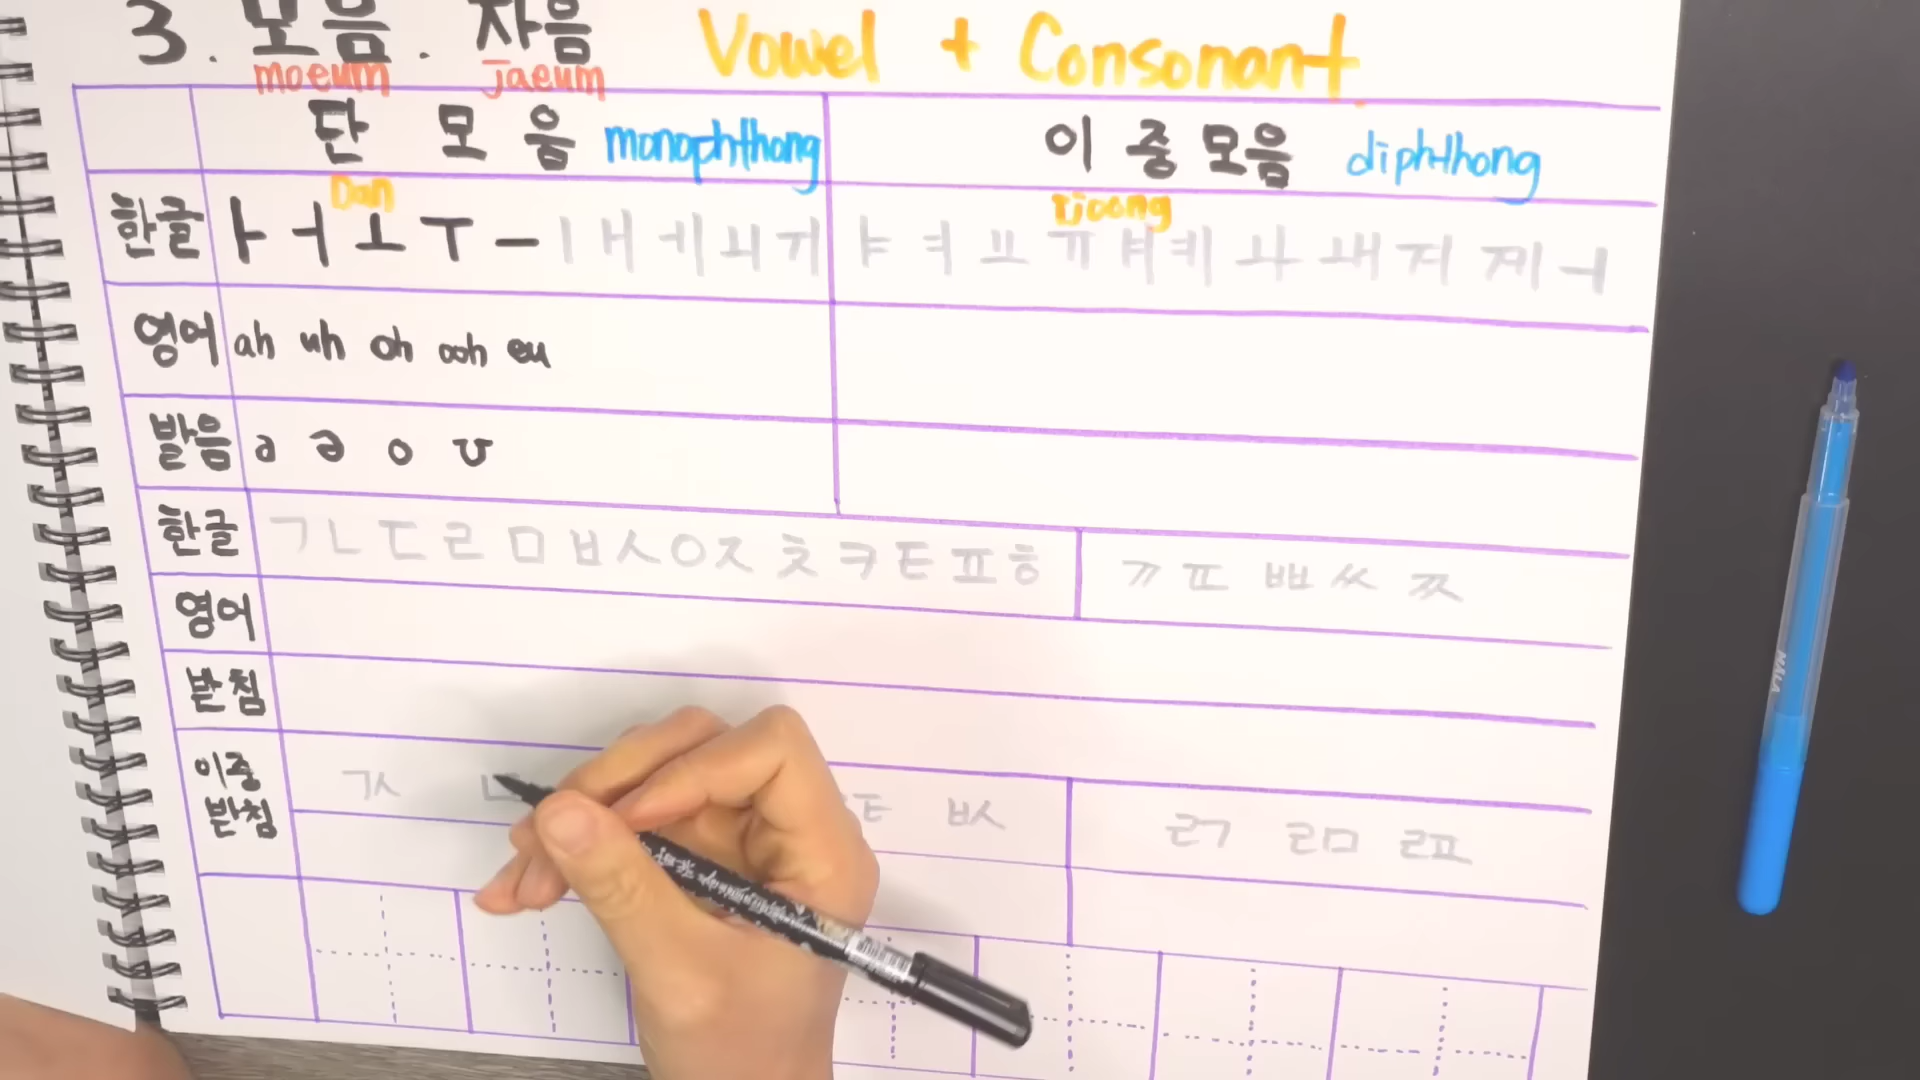 3. 모음. 자음 Vowel + Consonant.
moeum jaeum
단 모 음 monophthong 이 중 모음 diphthong
Dan Ijoong
한글 ㅏ ㅓ ㅗ ㅜ ㅡ ㅣ ㅐ ㅔ ㅚ ㅟ ㅑ ㅕ ㅛ ㅠ ㅒ ㅖ ㅘ ㅙ ㅝ ㅞ ㅢ
영어 ah uh oh ooh eu
발음 a ə o ʊ
한글 ㄱ ㄴ ㄷ ㄹ ㅁ ㅂ ㅅ ㅇ ㅈ ㅊ ㅋ ㅌ ㅍ ㅎ ㄲ ㄸ ㅃ ㅆ ㅉ
영어
받침
이중 ㄳ ㅄ ㄺ ㄻ ㄿ
받침